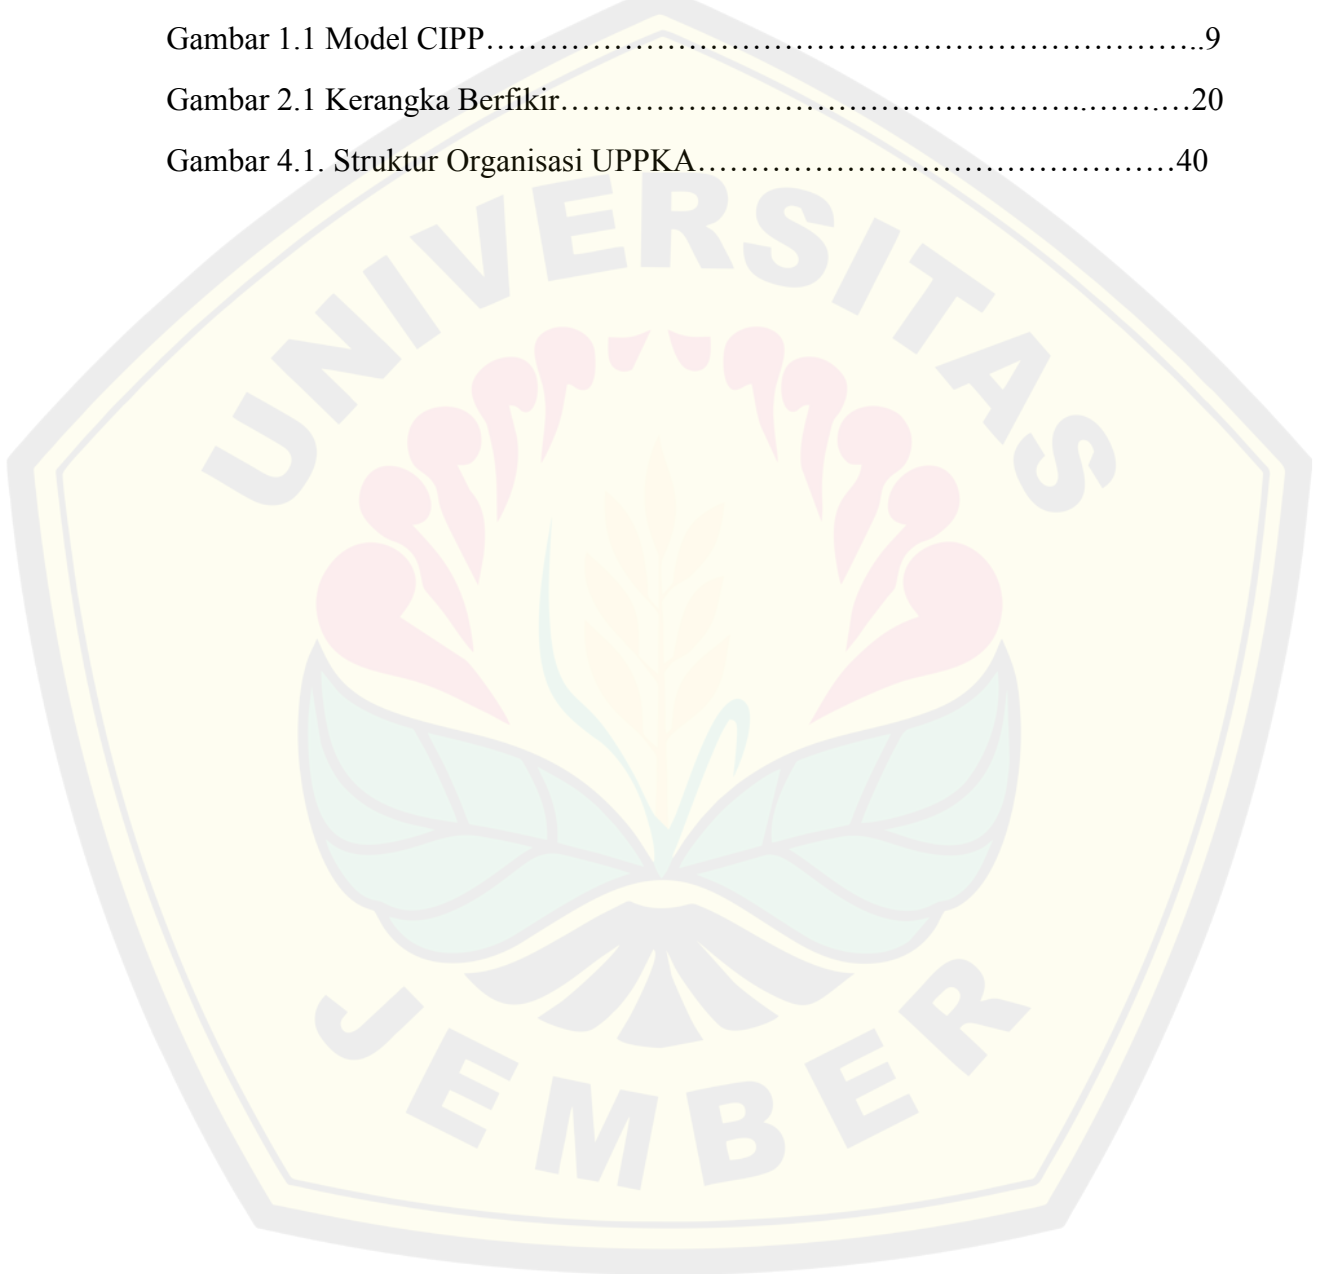 Gambar 1.1 Model CIPP…………………………………………………………..9
Gambar 2.1 Kerangka Berfikir…………………………………………..…….…20
Gambar 4.1. Struktur Organisasi UPPKA………………………………………40
UNIVERSITAS
JEMBER